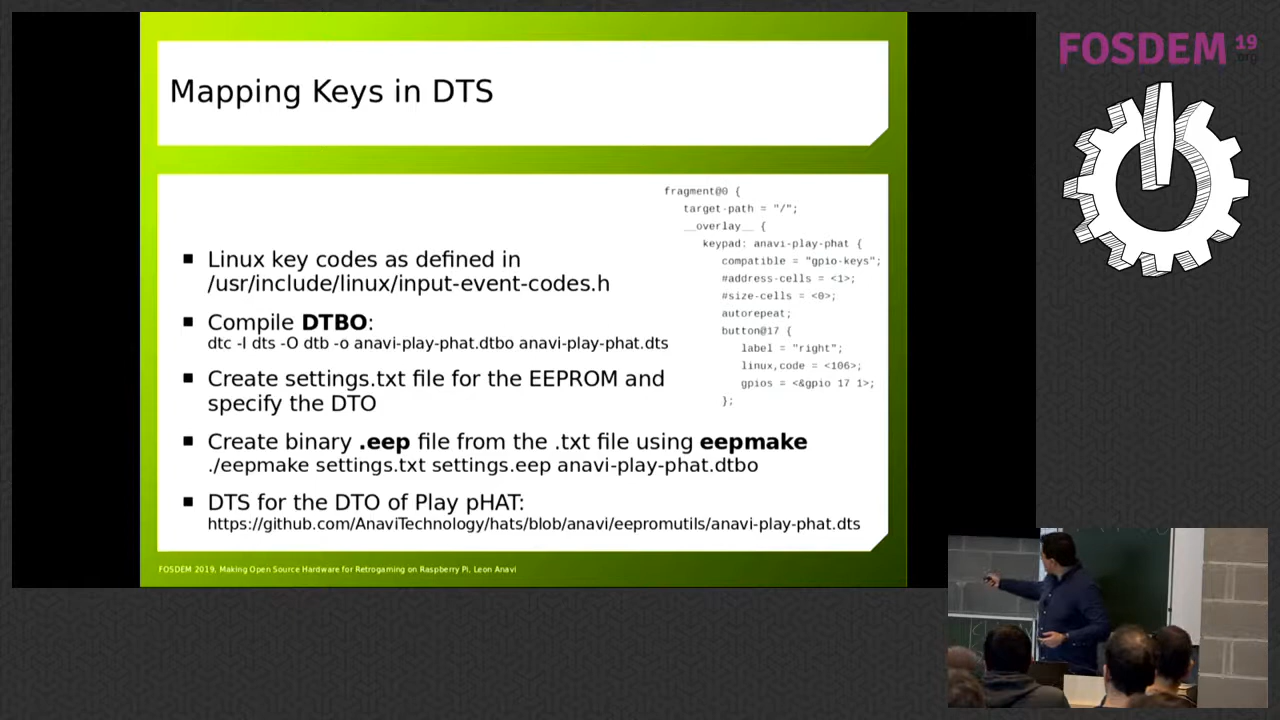 FOSDEM 19
.org
Mapping Keys in DTS
fragment@0 {
target-path = "/";
__overlay__ {
keypad: anavi-play-phat {
compatible = "gpio-keys";
#address-cells = <1>;
#size-cells = <0>;
autorepeat;
button@17 {
label = "right";
linux,code = <106>;
gpios = <&gpio 17 1>;
};
▪ Linux key codes as defined in
/usr/include/linux/input-event-codes.h
▪ Compile DTBO:
dtc -I dts -O dtb -o anavi-play-phat.dtbo anavi-play-phat.dts
▪ Create settings.txt file for the EEPROM and
specify the DTO
▪ Create binary .eep file from the .txt file using eepmake
./eepmake settings.txt settings.eep anavi-play-phat.dtbo
▪ DTS for the DTO of Play pHAT:
https://github.com/AnaviTechnology/hats/blob/anavi/eepromutils/anavi-play-phat.dts
FOSDEM 2019, Making Open Source Hardware for Retrogaming on Raspberry Pi, Leon Anavi